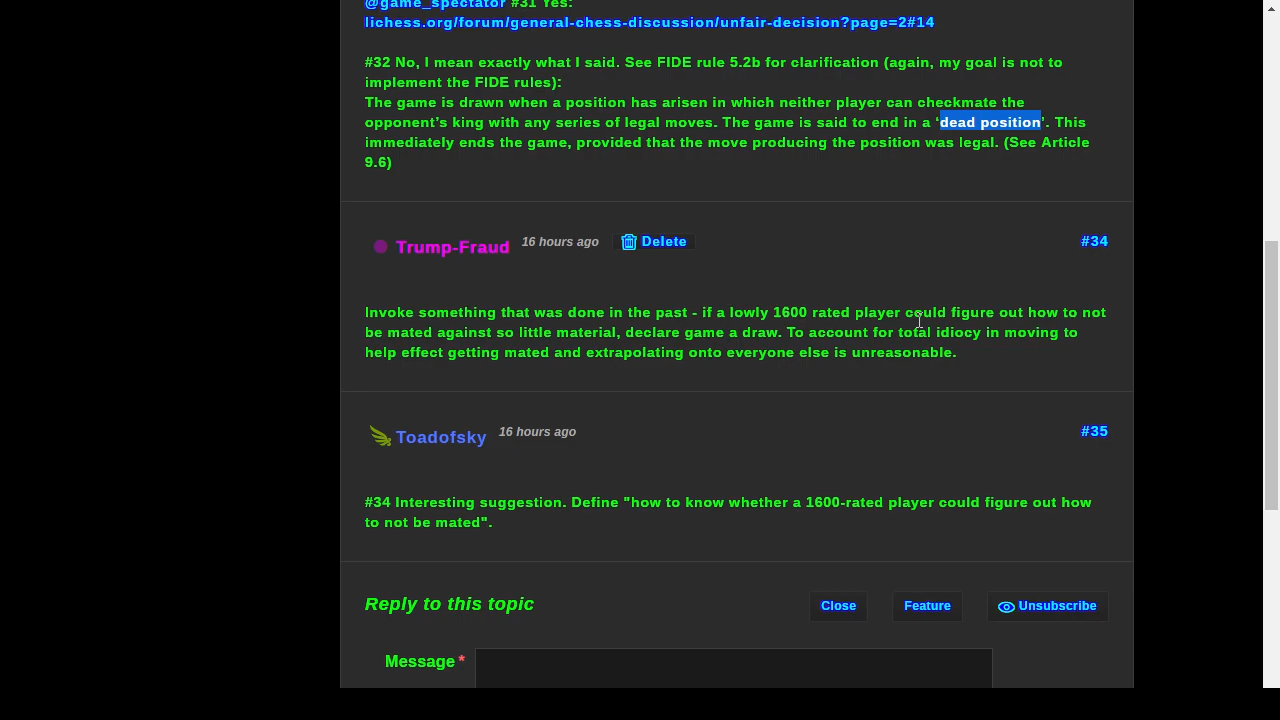 @game_spectator #31 Yes:
lichess.org/forum/general-chess-discussion/unfair-decision?page=2#14
#32 No, I mean exactly what I said. See FIDE rule 5.2b for clarification (again, my goal is not to
implement the FIDE rules):
The game is drawn when a position has arisen in which neither player can checkmate the
opponent’s king with any series of legal moves. The game is said to end in a ‘dead position’. This
immediately ends the game, provided that the move producing the position was legal. (See Article
9.6)
Trump-Fraud 16 hours ago Delete #34
Invoke something that was done in the past - if a lowly 1600 rated player could figure out how to not
be mated against so little material, declare game a draw. To account for total idiocy in moving to
help effect getting mated and extrapolating onto everyone else is unreasonable.
Toadofsky 16 hours ago #35
#34 Interesting suggestion. Define "how to know whether a 1600-rated player could figure out how
to not be mated".
Reply to this topic Close Feature Unsubscribe
Message *